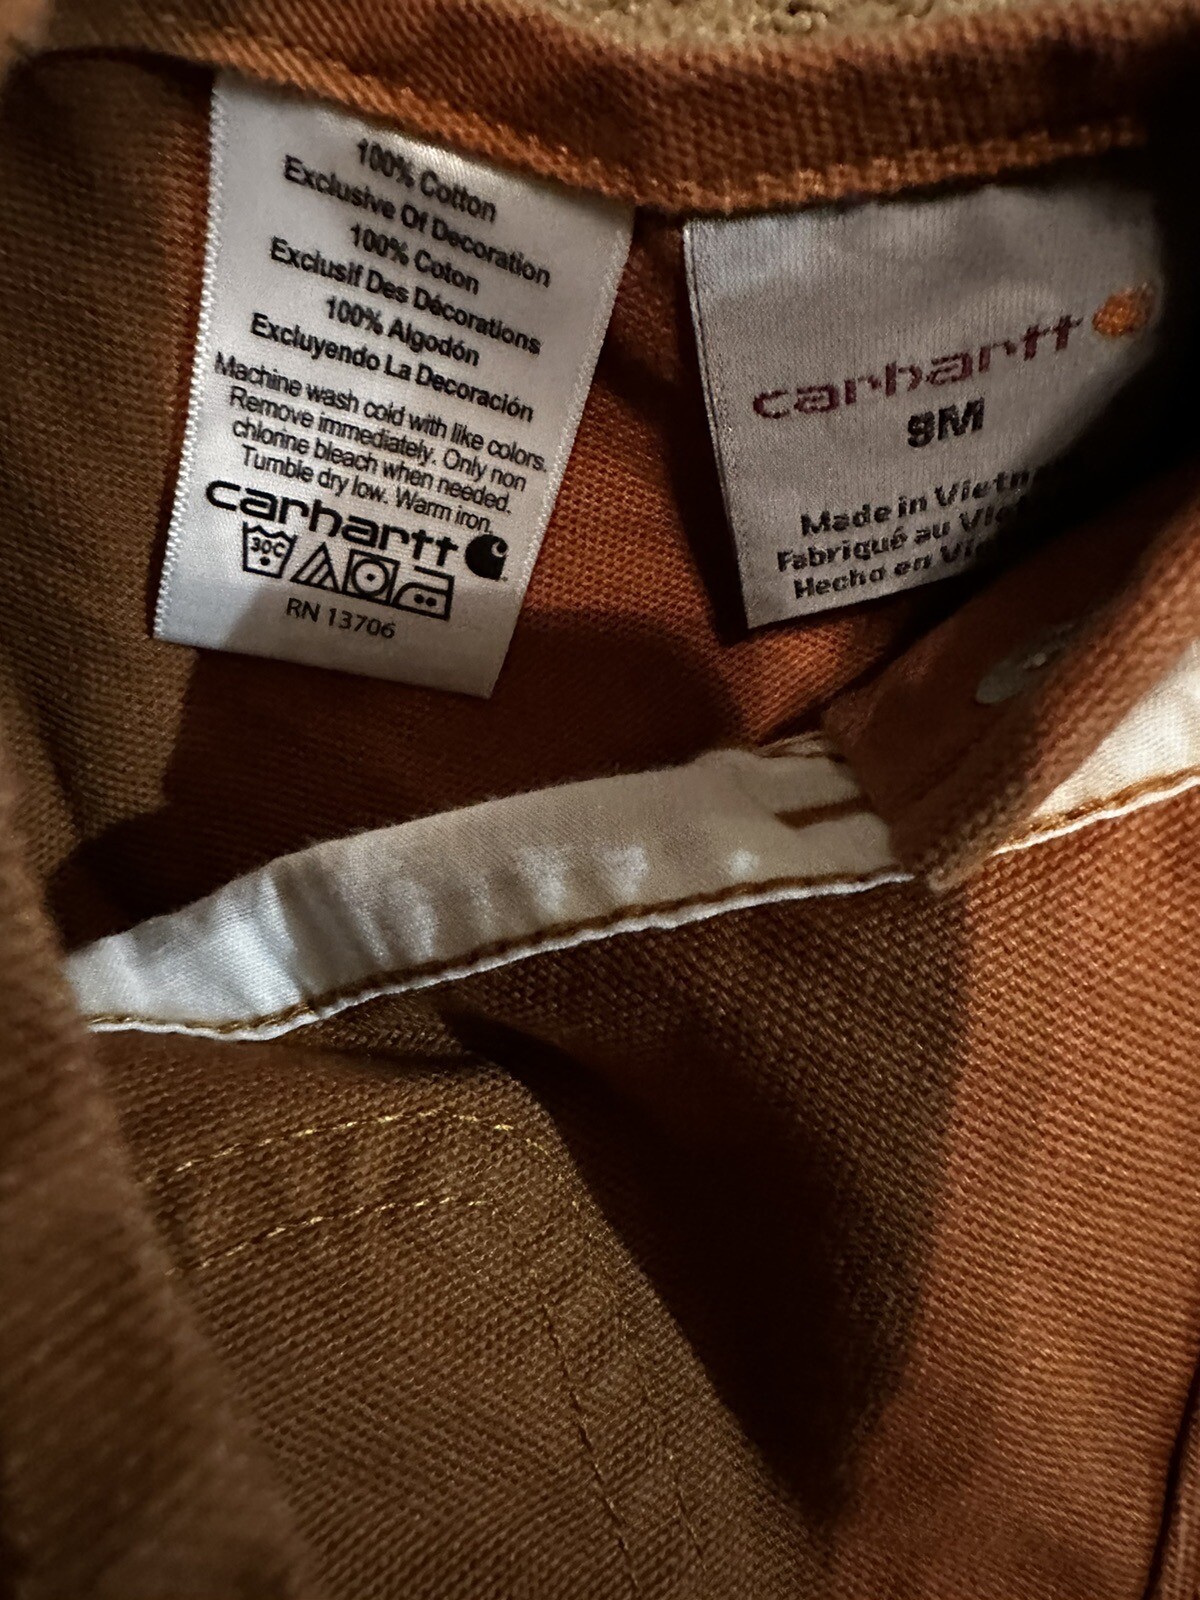 100% Cotton
Exclusive Of Decoration
100% Coton
Exclusif Des Décorations
100% Algodón
Excluyendo La Decoración
Machine wash cold with like colors.
Remove immediately. Only non
chlorine bleach when needed.
Tumble dry low. Warm iron.
carhartt
30C
RN 13706
carhartt
9M
Made in
Fabriqué au
Hecho en